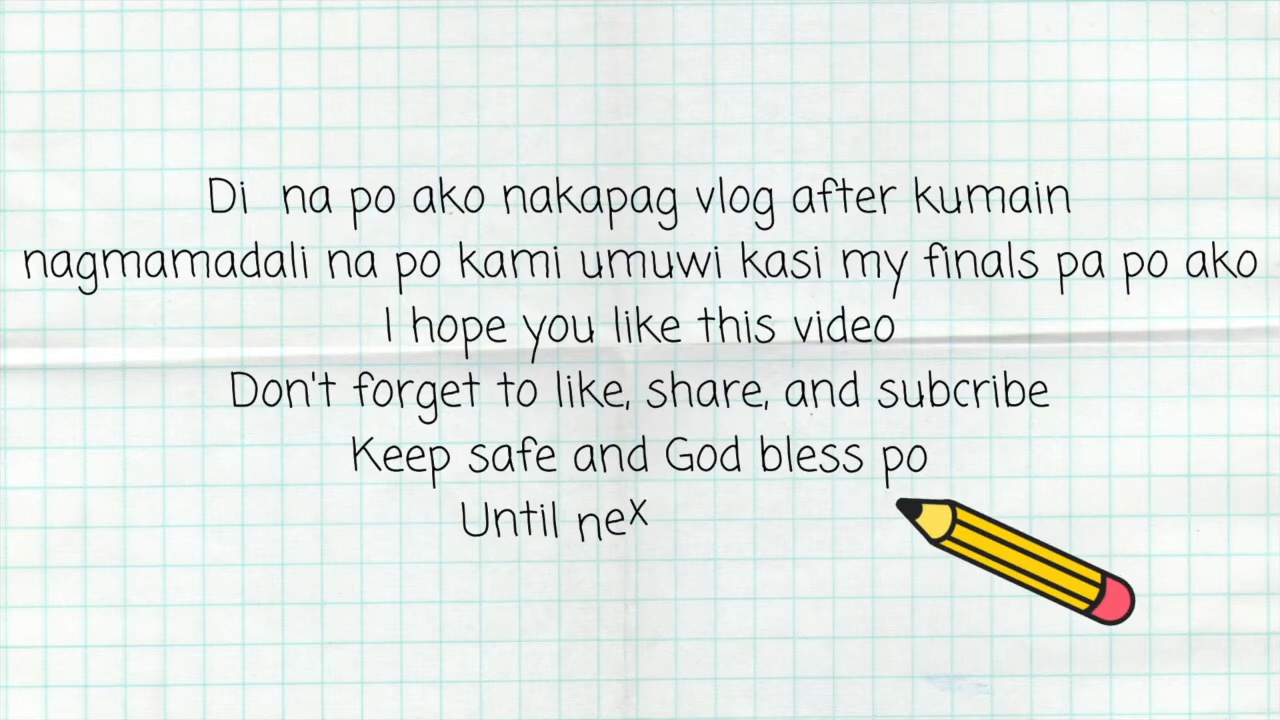 Di na po ako nakapag vlog after kumain
nagmamadali na po kami umuwi kasi my finals pa po ako
I hope you like this video
Don't forget to like, share, and subcribe
Keep safe and God bless po
Until nex